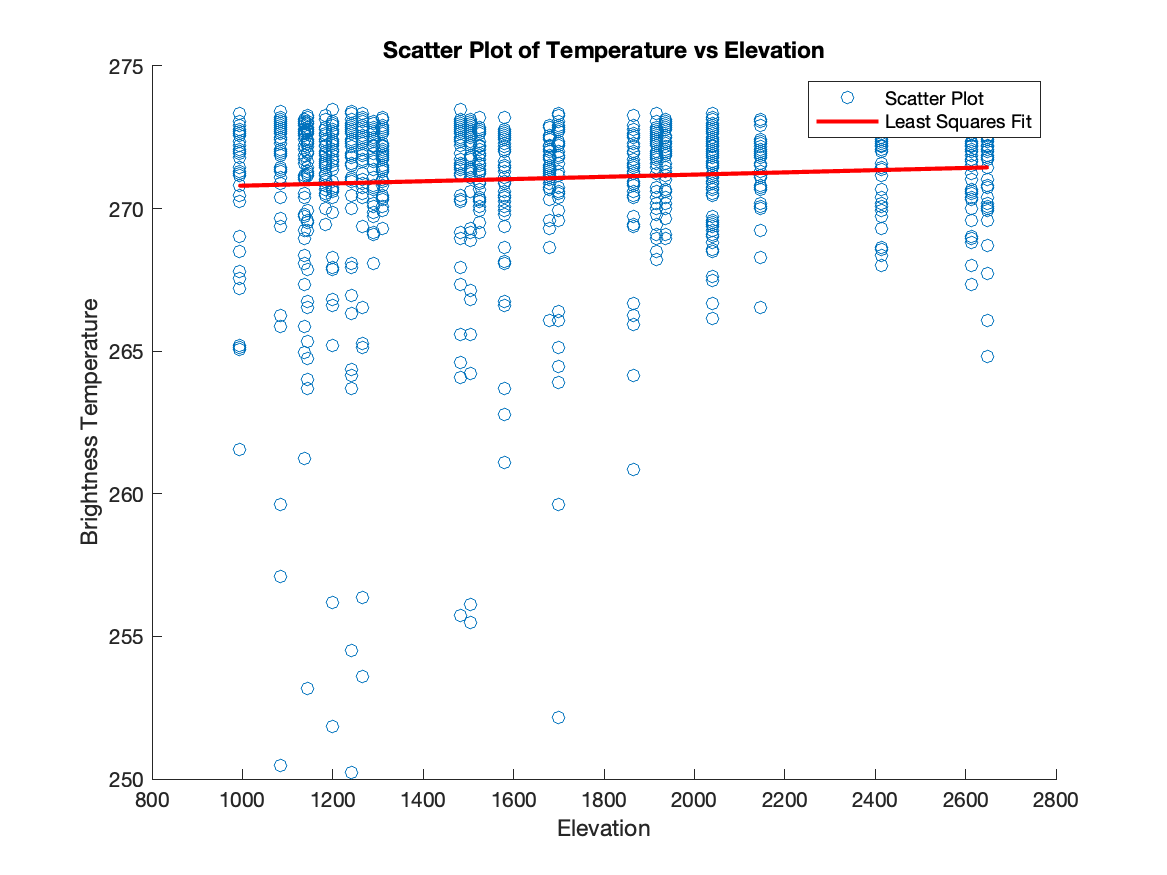 Scatter Plot of Temperature vs Elevation
Scatter Plot
Least Squares Fit
275
270
265
260
255
250
Brightness Temperature
800 1000 1200 1400 1600 1800 2000 2200 2400 2600 2800
Elevation